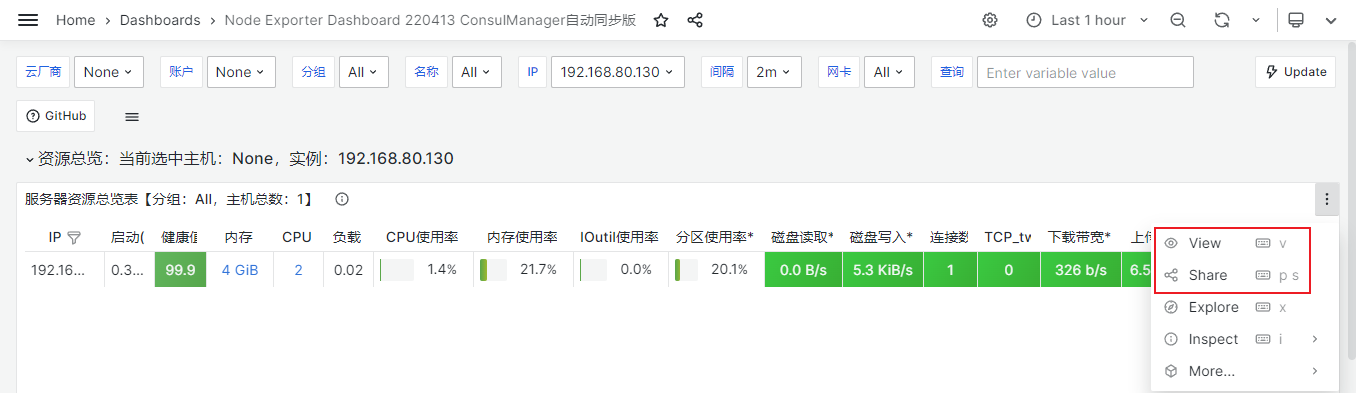 Home > Dashboards > Node Exporter Dashboard 220413 ConsulManager自动同步版 Last 1 hour
云厂商 None 账户 None 分组 All 名称 All IP 192.168.80.130 间隔 2m 网卡 All 查询 Enter variable value Update
GitHub
资源总览：当前选中主机：None，实例：192.168.80.130
服务器资源总览表【分组：All，主机总数：1】
IP 启动( 健康值 内存 CPU 负载 CPU使用率 内存使用率 IOutil使用率 分区使用率* 磁盘读取* 磁盘写入* 连接数 TCP_tw 下载带宽* 上传
192.16... 0.3... 99.9 4 GiB 2 0.02 1.4% 21.7% 0.0% 20.1% 0.0 B/s 5.3 KiB/s 1 0 326 b/s 6.5
View v
Share p s
Explore x
Inspect i
More...